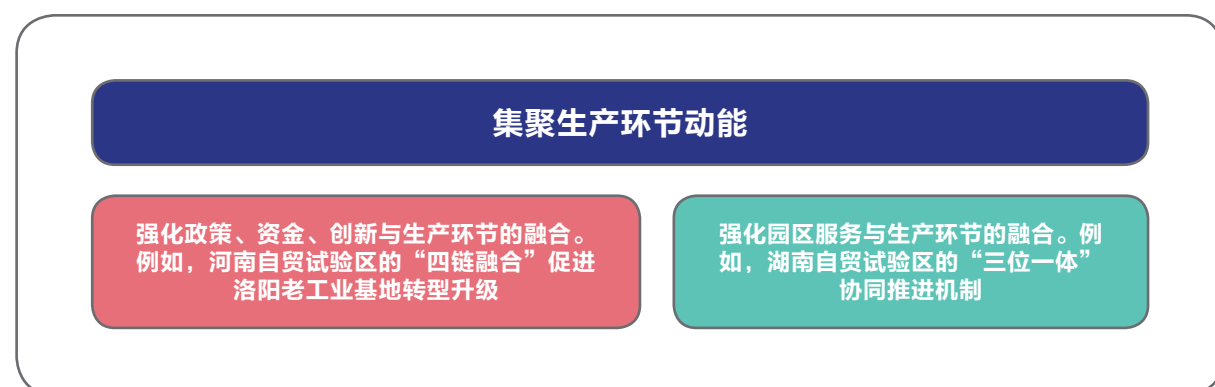 集聚生产环节动能
强化政策、资金、创新与生产环节的融合。
例如，河南自贸试验区的“四链融合”促进
洛阳老工业基地转型升级
强化园区服务与生产环节的融合。例
如，湖南自贸试验区的“三位一体”
协同推进机制